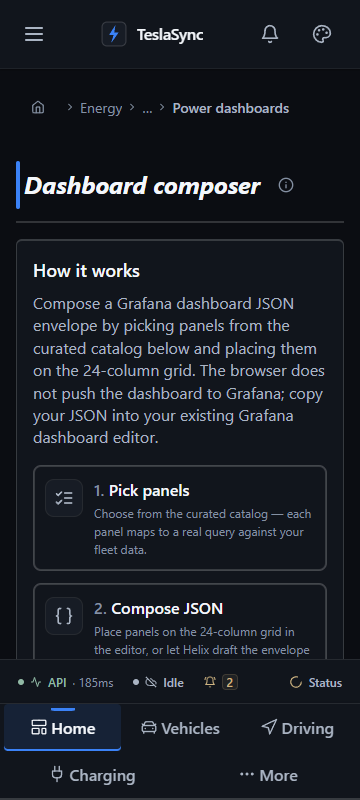 TeslaSync
Energy
...
Power dashboards
Dashboard composer
How it works
Compose a Grafana dashboard JSON
envelope by picking panels from the
curated catalog below and placing them
on the 24-column grid. The browser does
not push the dashboard to Grafana; copy
your JSON into your existing Grafana
dashboard editor.
1. Pick panels
Choose from the curated catalog — each
panel maps to a real query against your
fleet data.
2. Compose JSON
Place panels on the 24-column grid in
the editor, or let Helix draft the envelope
API · 185ms
Idle
2
Status
Home
Vehicles
Driving
Charging
More